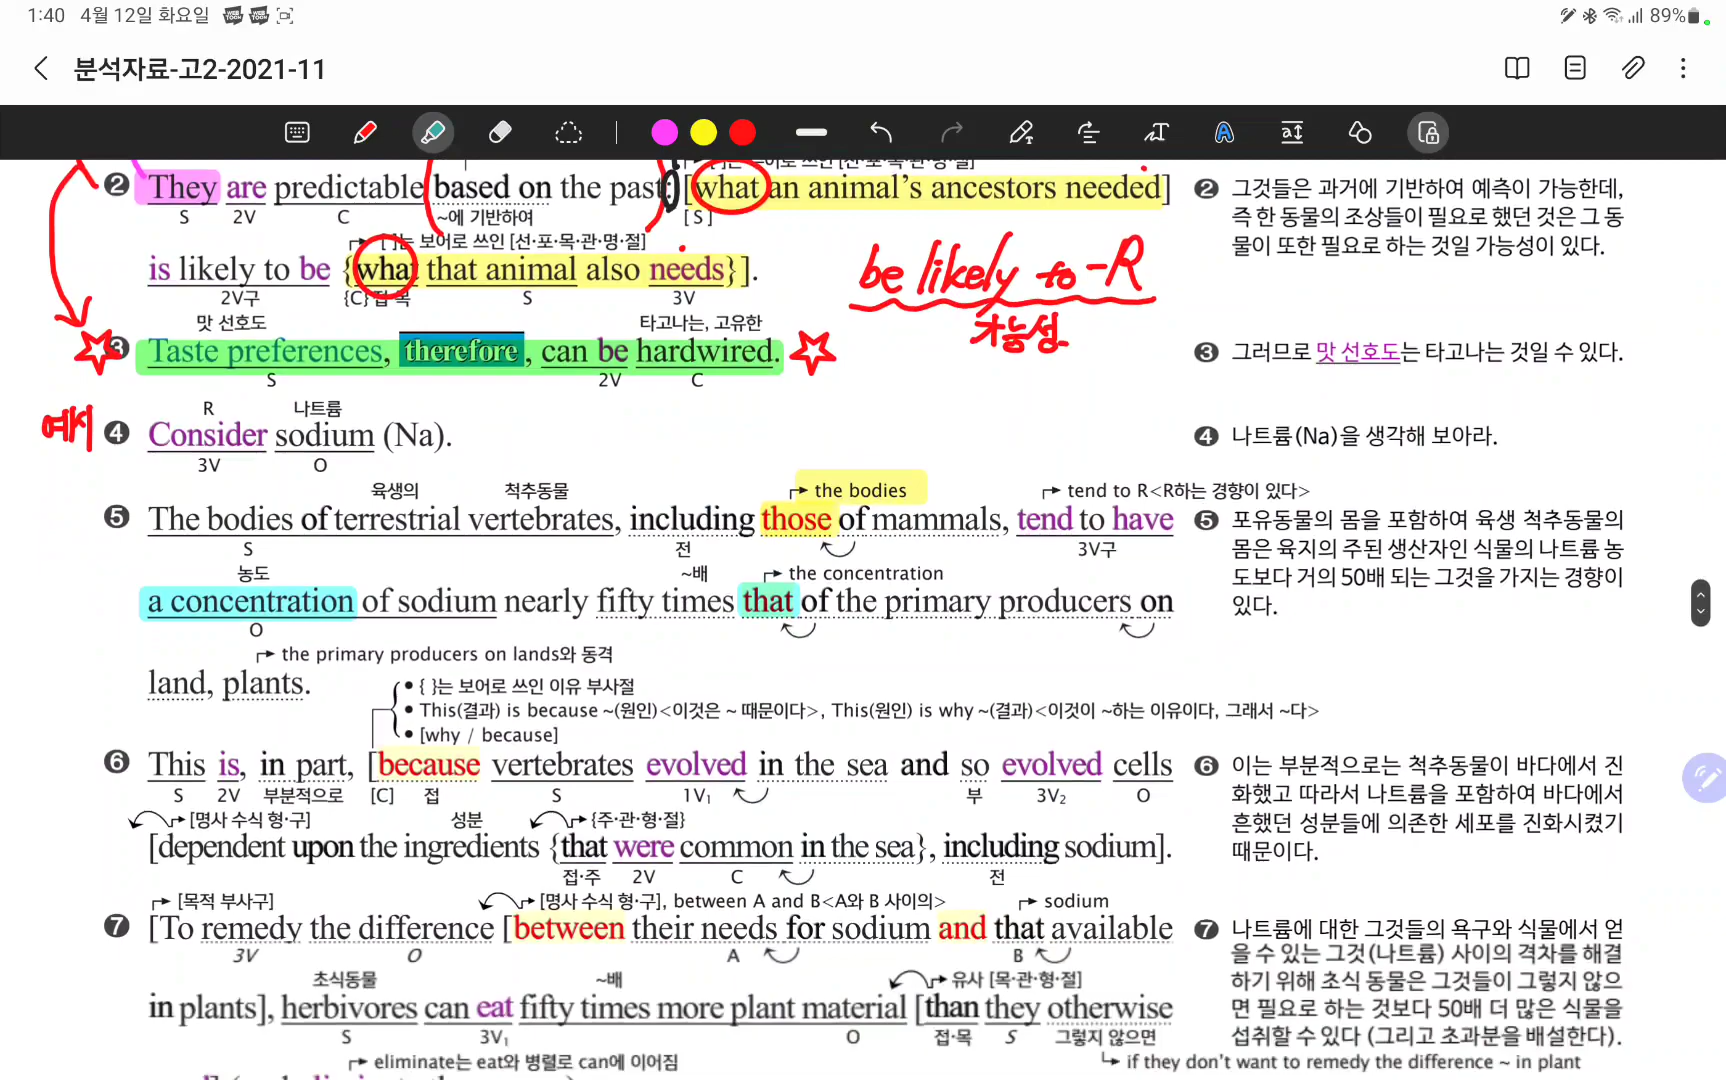 1:40 4월 12일 화요일 WEB TOON WEB TOON 89%
분석자료-고2-2021-11
쓰인 [선·포·목·관·명·절]
❷ They are predictable based on the past: [what an animal's ancestors needed] ❷ 그것들은 과거에 기반하여 예측이 가능한데,
S 2V C ~에 기반하여 [S] 즉 한 동물의 조상들이 필요로 했던 것은 그 동
[ ]는 보어로 쓰인 [선·포·목·관·명·절] 물이 또한 필요로 하는 것일 가능성이 있다.
is likely to be {what that animal also needs}]. be likely to -R
2V구 {C} 접·목 S 3V 가능성
맛 선호도 타고나는, 고유한
❸ Taste preferences, therefore, can be hardwired. ❸ 그러므로 맛 선호도는 타고나는 것일 수 있다.
S 2V C
R 나트륨
예시 ❹ Consider sodium (Na). ❹ 나트륨(Na)을 생각해 보아라.
3V O
육생의 척추동물 the bodies tend to R<R하는 경향이 있다>
❺ The bodies of terrestrial vertebrates, including those of mammals, tend to have ❺ 포유동물의 몸을 포함하여 육생 척추동물의
S 전 3V구 몸은 육지의 주된 생산자인 식물의 나트륨 농
농도 ~배 the concentration 도보다 거의 50배 되는 그것을 가지는 경향이
a concentration of sodium nearly fifty times that of the primary producers on 있다.
O
the primary producers on lands와 동격
land, plants.
• { }는 보어로 쓰인 이유 부사절
• This(결과) is because ~(원인)<이것은 ~ 때문이다>, This(원인) is why ~(결과)<이것이 ~하는 이유이다, 그래서 ~다>
• [why / because]
❻ This is, in part, [because vertebrates evolved in the sea and so evolved cells ❻ 이는 부분적으로는 척추동물이 바다에서 진
S 2V 부분적으로 [C] 접 S 1V₁ 부 3V₂ O 화했고 따라서 나트륨을 포함하여 바다에서
[명사 수식 형·구] 성분 {주·관·형·절} 흔했던 성분들에 의존한 세포를 진화시켰기
[dependent upon the ingredients {that were common in the sea}, including sodium]. 때문이다.
접·주 2V C 전
[목적 부사구] [명사 수식 형·구], between A and B<A와 B 사이의> sodium
❼ [To remedy the difference [between their needs for sodium and that available ❼ 나트륨에 대한 그것들의 욕구와 식물에서 얻
3V O A B 을 수 있는 그것(나트륨) 사이의 격차를 해결
초식동물 ~배 유사 [목·관·형·절] 하기 위해 초식 동물은 그것들이 그렇지 않으
in plants], herbivores can eat fifty times more plant material [than they otherwise 면 필요로 하는 것보다 50배 더 많은 식물을
S 3V₁ O 접·목 S 그렇지 않으면 섭취할 수 있다 (그리고 초과분을 배설한다).
eliminate는 eat와 병렬로 can에 이어짐 if they don't want to remedy the difference ~ in plant